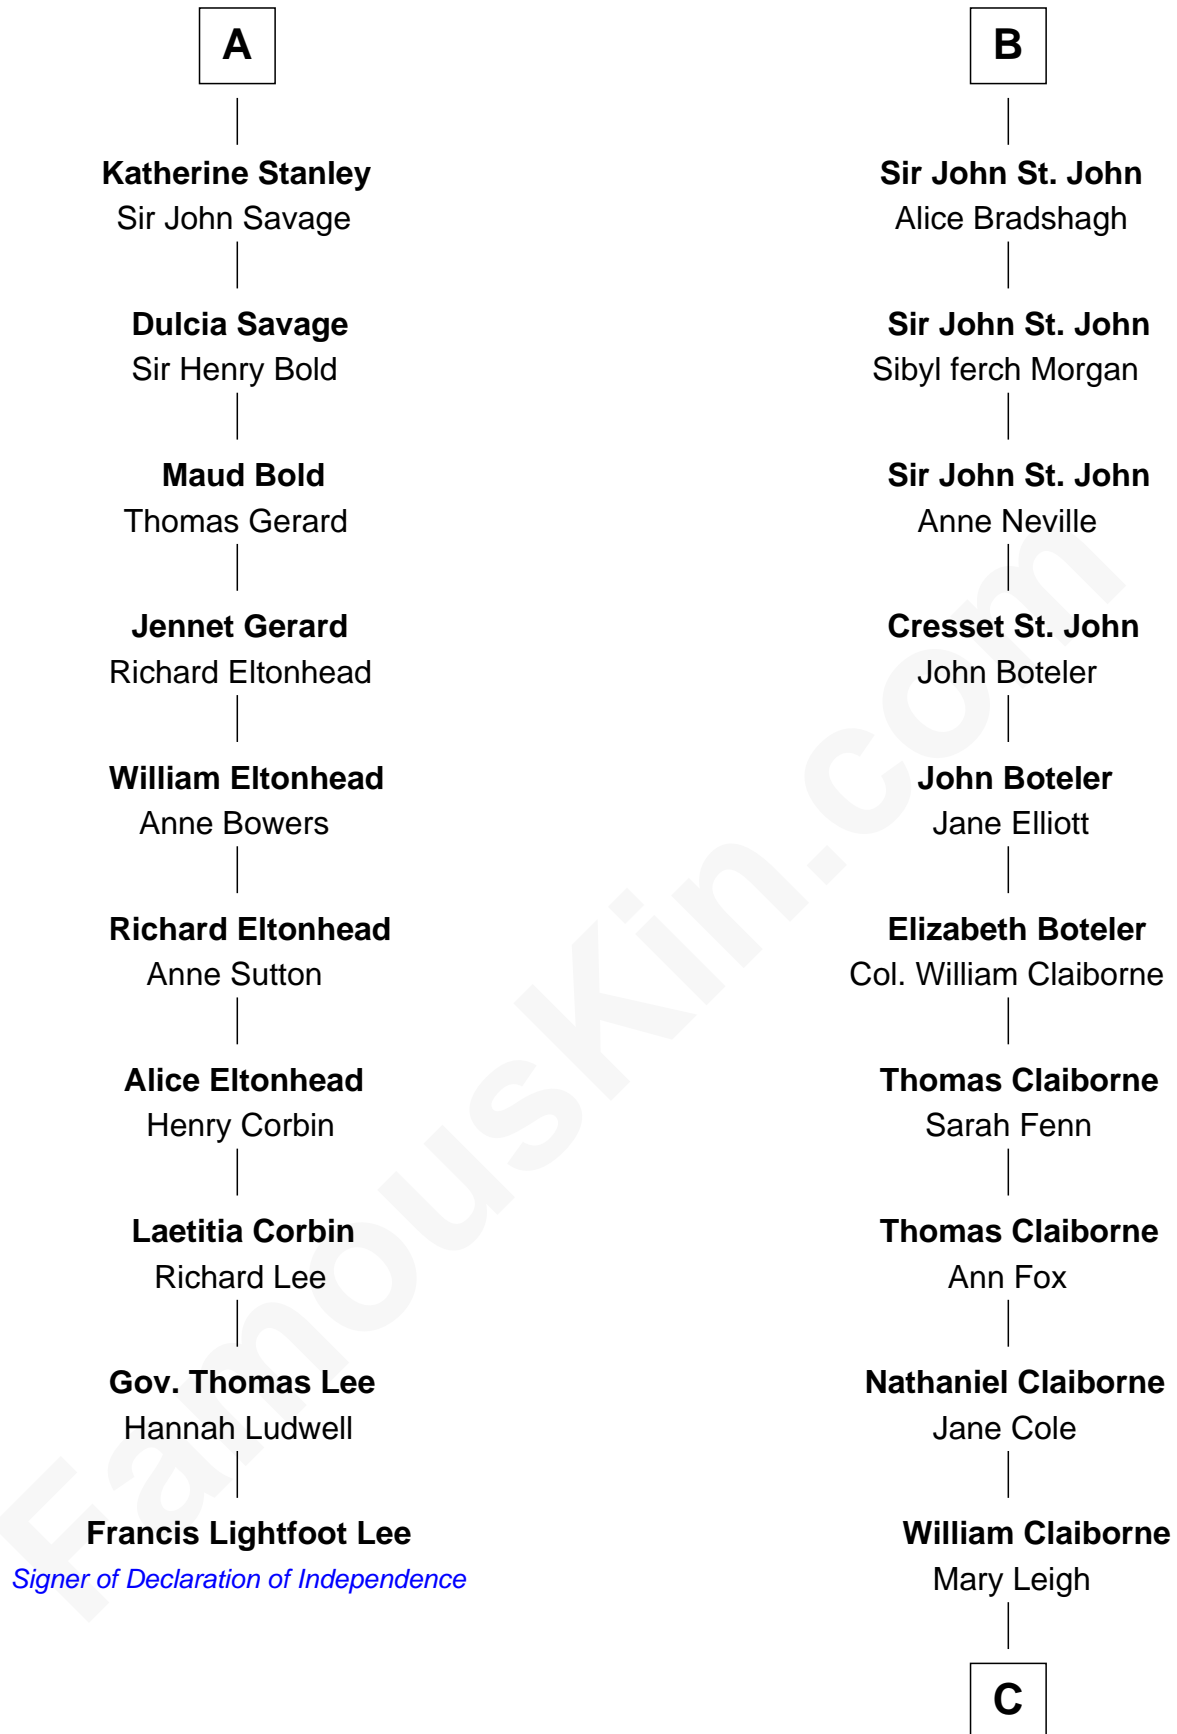 A
Katherine Stanley
Sir John Savage
Dulcia Savage
Sir Henry Bold
Maud Bold
Thomas Gerard
Jennet Gerard
Richard Eltonhead
William Eltonhead
Anne Bowers
Richard Eltonhead
Anne Sutton
Alice Eltonhead
Henry Corbin
Laetitia Corbin
Richard Lee
Gov. Thomas Lee
Hannah Ludwell
Francis Lightfoot Lee
Signer of Declaration of Independence
B
Sir John St. John
Alice Bradshagh
Sir John St. John
Sibyl ferch Morgan
Sir John St. John
Anne Neville
Cresset St. John
John Boteler
John Boteler
Jane Elliott
Elizabeth Boteler
Col. William Claiborne
Thomas Claiborne
Sarah Fenn
Thomas Claiborne
Ann Fox
Nathaniel Claiborne
Jane Cole
William Claiborne
Mary Leigh
C
FamousKin.com